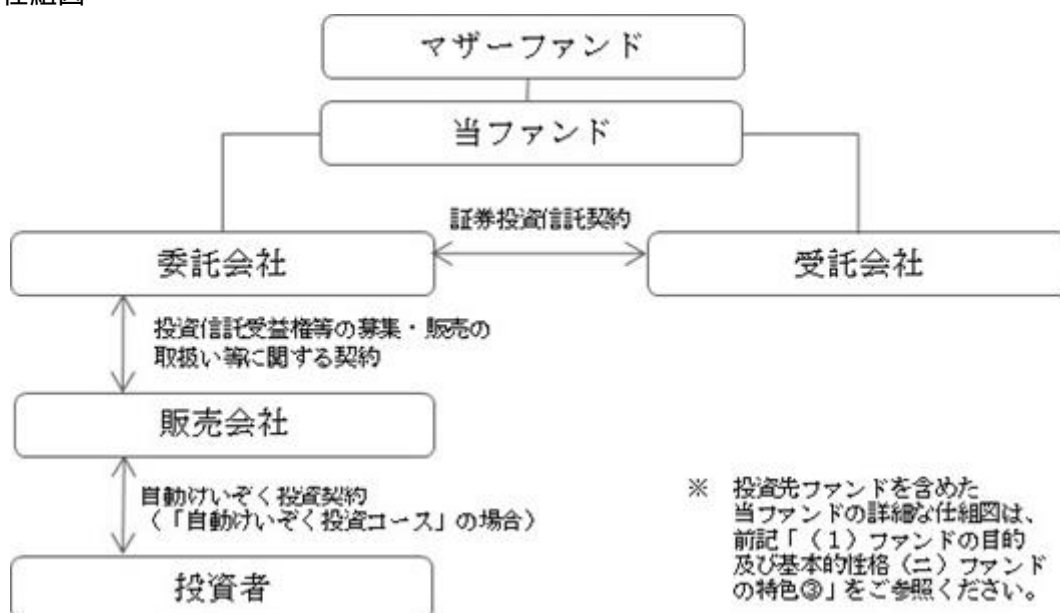 仕組図
マザーファンド
当ファンド
証券投資信託契約
委託会社
受託会社
投資信託受益権等の募集・販売の
取扱い等に関する契約
販売会社
自動けいぞく投資契約
（「自動けいぞく投資コース」の場合）
投資者
※ 投資先ファンドを含めた
当ファンドの詳細な仕組図は、
前記「（１）ファンドの目的
及び基本的性格（ニ）ファンド
の特色③」をご参照ください。